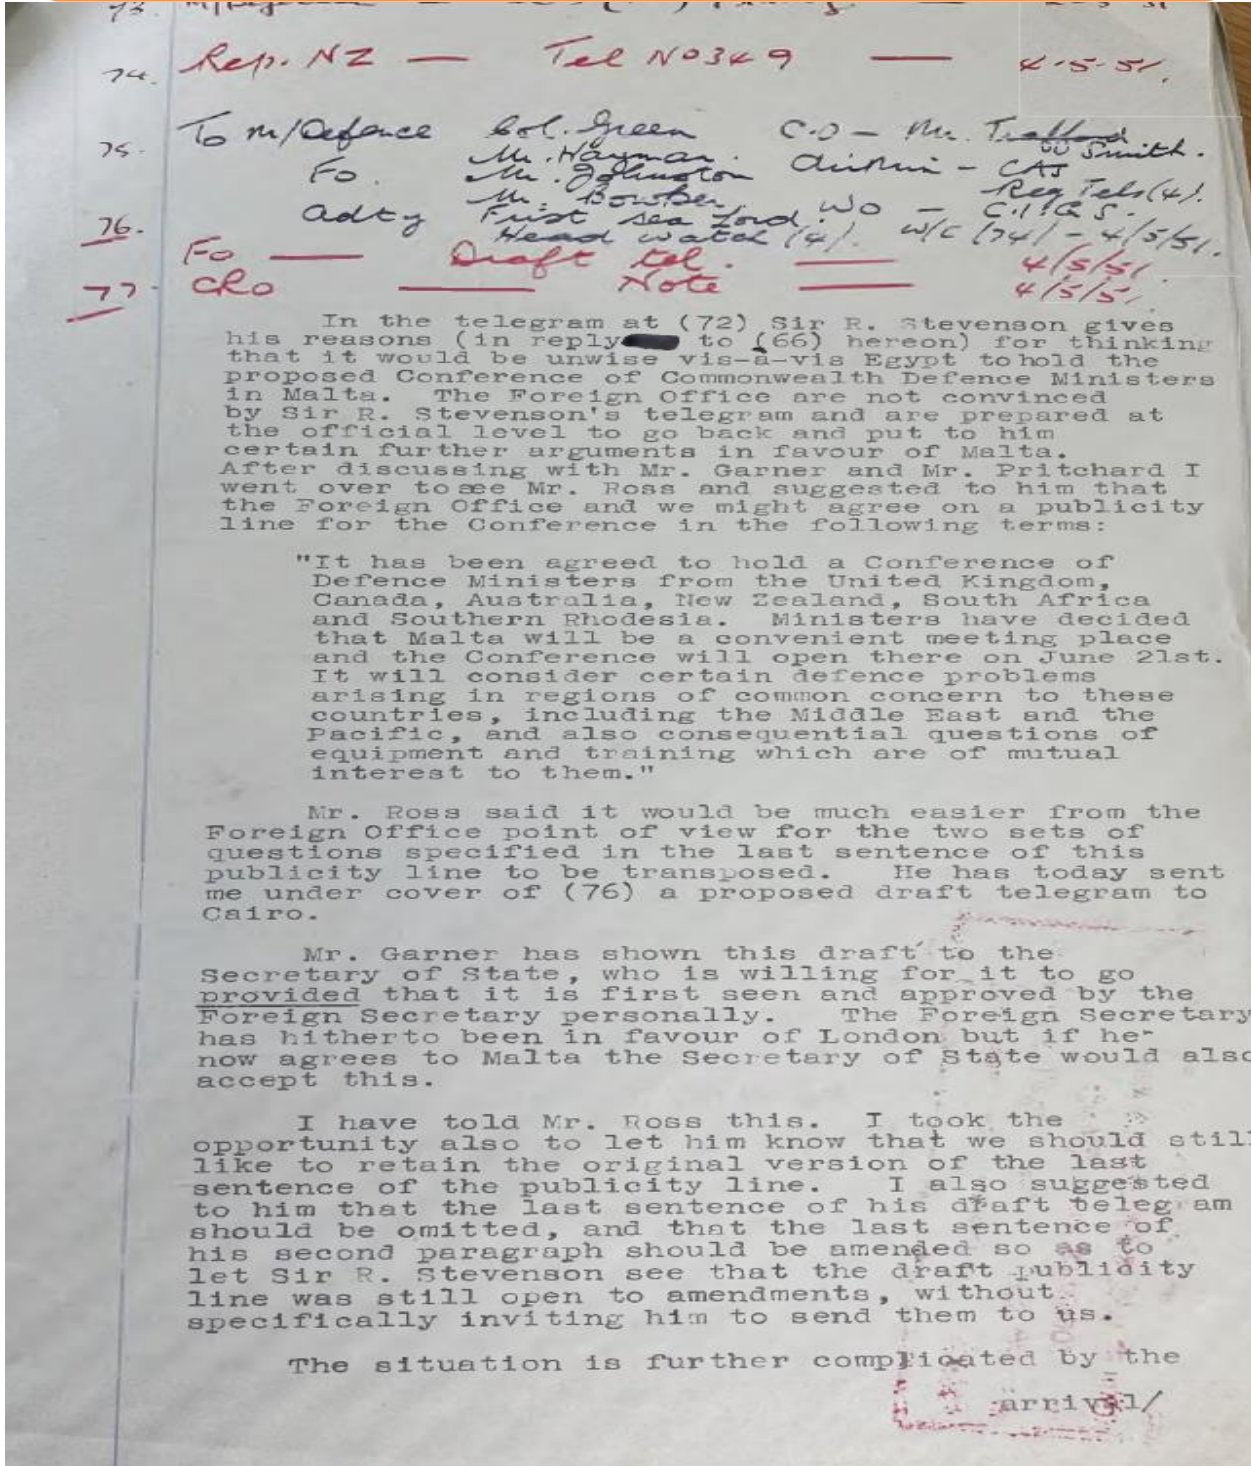 74. Rep. NZ — Tel No 349 — 4.5.51.
75. To M/Defence Col. Green C.O — Mr. Trafford Smith.
Mr. Hayman. AirMin — CAS
Fo. Mr. Johnston Reg Tels (4).
Mr. Bowker. WO — C.I.G.S.
Adty First Sea Lord. W/C (74) — 4/5/51.
76. Head Watch (4).
Fo — Draft tel. — 4/5/51.
77. CRO — Note — 4/5/51.
In the telegram at (72) Sir R. Stevenson gives
his reasons (in reply to (66) hereon) for thinking
that it would be unwise vis-à-vis Egypt to hold the
proposed Conference of Commonwealth Defence Ministers
in Malta. The Foreign Office are not convinced
by Sir R. Stevenson's telegram and are prepared at
the official level to go back and put to him
certain further arguments in favour of Malta.
After discussing with Mr. Garner and Mr. Pritchard I
went over to see Mr. Ross and suggested to him that
the Foreign Office and we might agree on a publicity
line for the Conference in the following terms:
"It has been agreed to hold a Conference of
Defence Ministers from the United Kingdom,
Canada, Australia, New Zealand, South Africa
and Southern Rhodesia. Ministers have decided
that Malta will be a convenient meeting place
and the Conference will open there on June 21st.
It will consider certain defence problems
arising in regions of common concern to these
countries, including the Middle East and the
Pacific, and also consequential questions of
equipment and training which are of mutual
interest to them."
Mr. Ross said it would be much easier from the
Foreign Office point of view for the two sets of
questions specified in the last sentence of this
publicity line to be transposed. He has today sent
me under cover of (76) a proposed draft telegram to
Cairo.
Mr. Garner has shown this draft to the
Secretary of State, who is willing for it to go
provided that it is first seen and approved by the
Foreign Secretary personally. The Foreign Secretary
has hitherto been in favour of London but if he
now agrees to Malta the Secretary of State would also
accept this.
I have told Mr. Ross this. I took the
opportunity also to let him know that we should still
like to retain the original version of the last
sentence of the publicity line. I also suggested
to him that the last sentence of his draft telegram
should be omitted, and that the last sentence of
his second paragraph should be amended so as to
let Sir R. Stevenson see that the draft publidity
line was still open to amendments, without
specifically inviting him to send them to us.
The situation is further complicated by the
arrival/